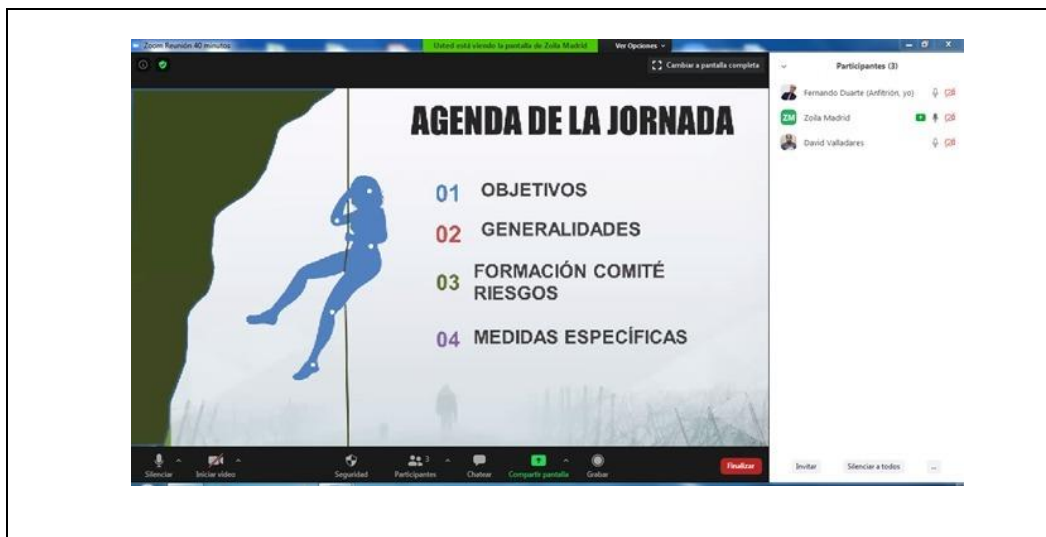 Zoom Reunión 40 minutos
Usted está viendo la pantalla de Zoila Madrid
Ver Opciones
Cambiar a pantalla completa
Participantes (3)
Fernando Duarte (Anfitrión, yo)
ZM Zoila Madrid
David Valladares
AGENDA DE LA JORNADA
01 OBJETIVOS
02 GENERALIDADES
03 FORMACIÓN COMITÉ
RIESGOS
04 MEDIDAS ESPECÍFICAS
Silenciar
Iniciar video
Seguridad
Participantes
3
Chatear
Compartir pantalla
Grabar
Finalizar
Invitar
Silenciar a todos
...